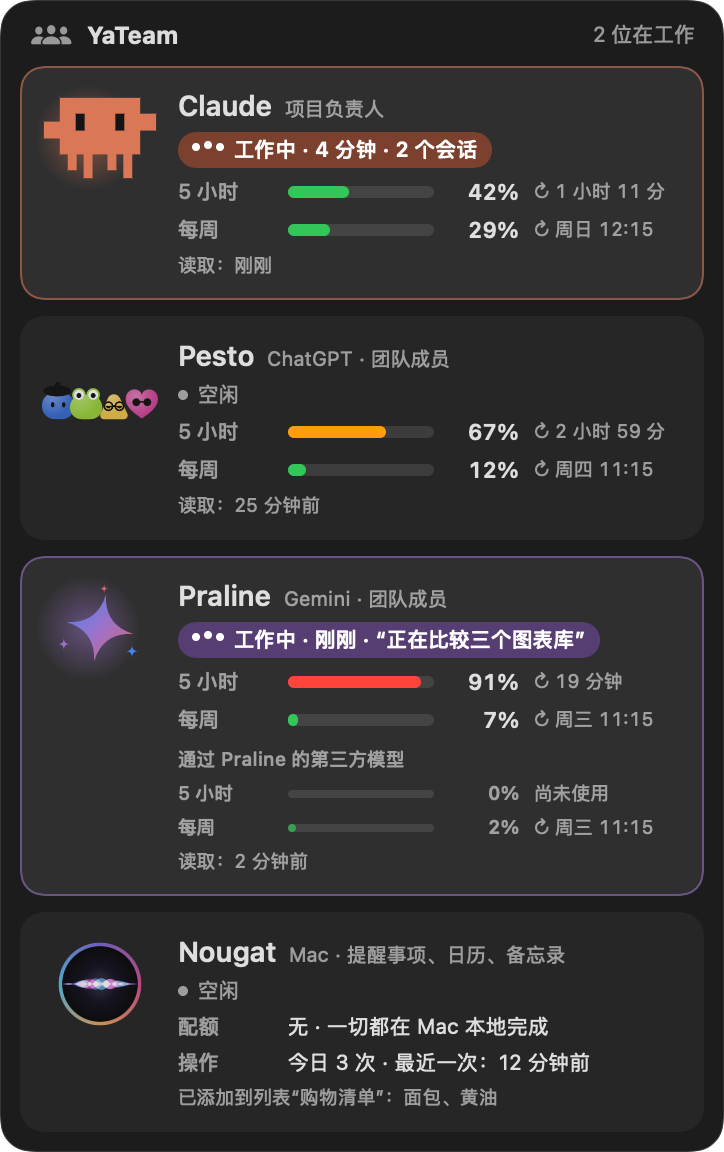 YaTeam 2 位在工作
Claude 项目负责人
••• 工作中 · 4 分钟 · 2 个会话
5 小时 42% ↻ 1 小时 11 分
每周 29% ↻ 周日 12:15
读取：刚刚
Pesto ChatGPT · 团队成员
● 空闲
5 小时 67% ↻ 2 小时 59 分
每周 12% ↻ 周四 11:15
读取：25 分钟前
Praline Gemini · 团队成员
••• 工作中 · 刚刚 · “正在比较三个图表库”
5 小时 91% ↻ 19 分钟
每周 7% ↻ 周三 11:15
通过 Praline 的第三方模型
5 小时 0% 尚未使用
每周 2% ↻ 周三 11:15
读取：2 分钟前
Nougat Mac · 提醒事项、日历、备忘录
● 空闲
配额 无 · 一切都在 Mac 本地完成
操作 今日 3 次 · 最近一次：12 分钟前
已添加到列表“购物清单”：面包、黄油